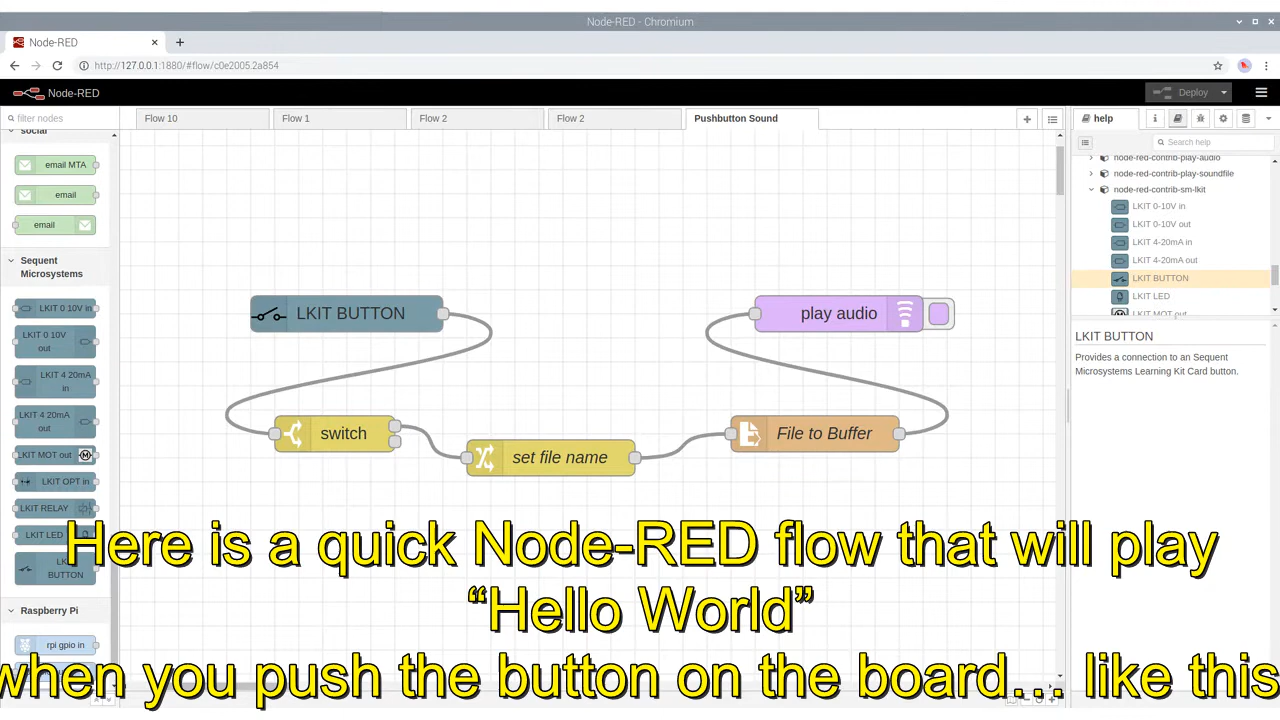 Node-RED - Chromium
Node-RED
http://127.0.0.1:1880/#flow/c0e2005.2a854
Node-RED
Deploy
filter nodes
Flow 10
Flow 1
Flow 2
Flow 2
Pushbutton Sound
help
Search help
social
email MTA
email
email
Sequent
Microsystems
LKIT 0 10V in
LKIT 0 10V
out
LKIT 4 20mA
in
LKIT 4 20mA
out
LKIT MOT out
LKIT OPT in
LKIT RELAY
LKIT LED
BUTTON
Raspberry Pi
rpi gpio in
LKIT BUTTON
play audio
switch
set file name
File to Buffer
node-red-contrib-play-audio
node-red-contrib-play-soundfile
node-red-contrib-sm-lkit
LKIT 0-10V in
LKIT 0-10V out
LKIT 4-20mA in
LKIT 4-20mA out
LKIT BUTTON
LKIT LED
LKIT MOT out
LKIT BUTTON
Provides a connection to an Sequent
Microsystems Learning Kit Card button.
Here is a quick Node-RED flow that will play
“Hello World”
when you push the button on the board… like this